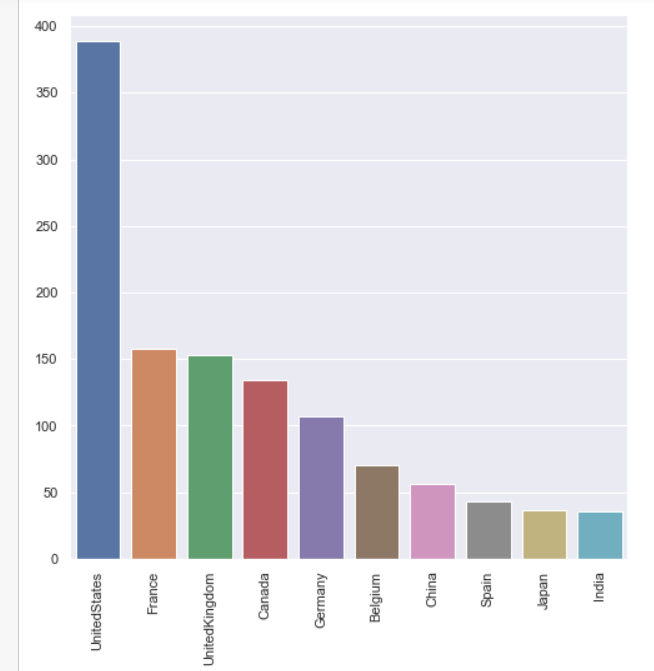 400
350
300
250
200
150
100
50
0
UnitedStates
France
UnitedKingdom
Canada
Germany
Belgium
China
Spain
Japan
India